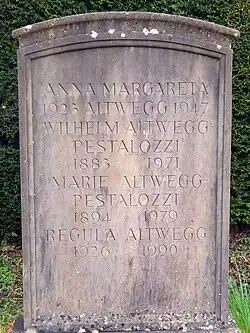 ANNA MARGARETA
1923 ALTWEGG 1947
WILHELM ALTWEGG
PESTALOZZI
1883 1971
MARIE ALTWEGG-
PESTALOZZI
1894 1979
REGULA ALTWEGG
1926 1990